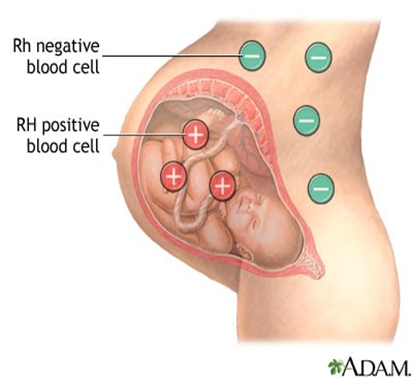 Rh negative
blood cell
RH positive
blood cell
A.D.A.M.